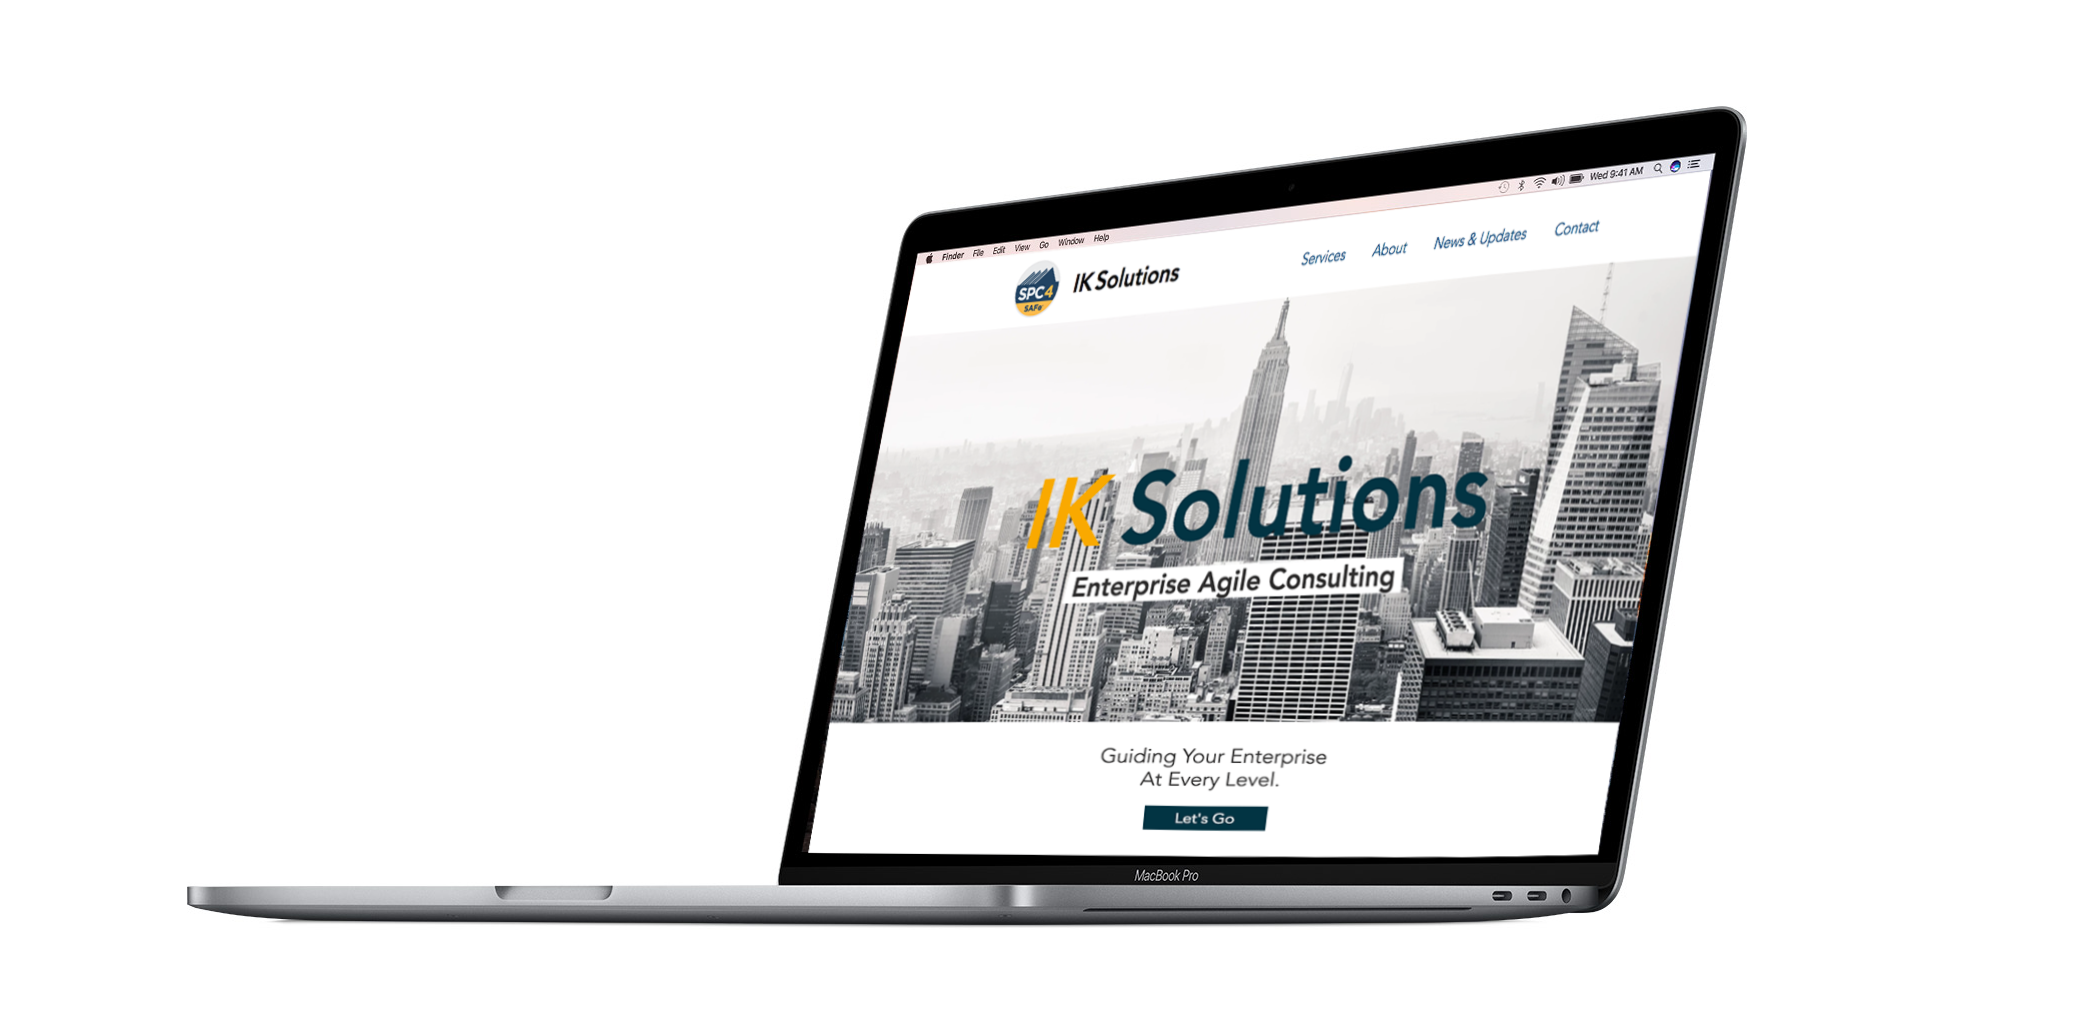 Finder File Edit View Go Window Help
Wed 9:41 AM
SPC4
SAFe
IK Solutions
Services About News & Updates Contact
IK Solutions
Enterprise Agile Consulting
Guiding Your Enterprise
At Every Level.
Let's Go
MacBook Pro